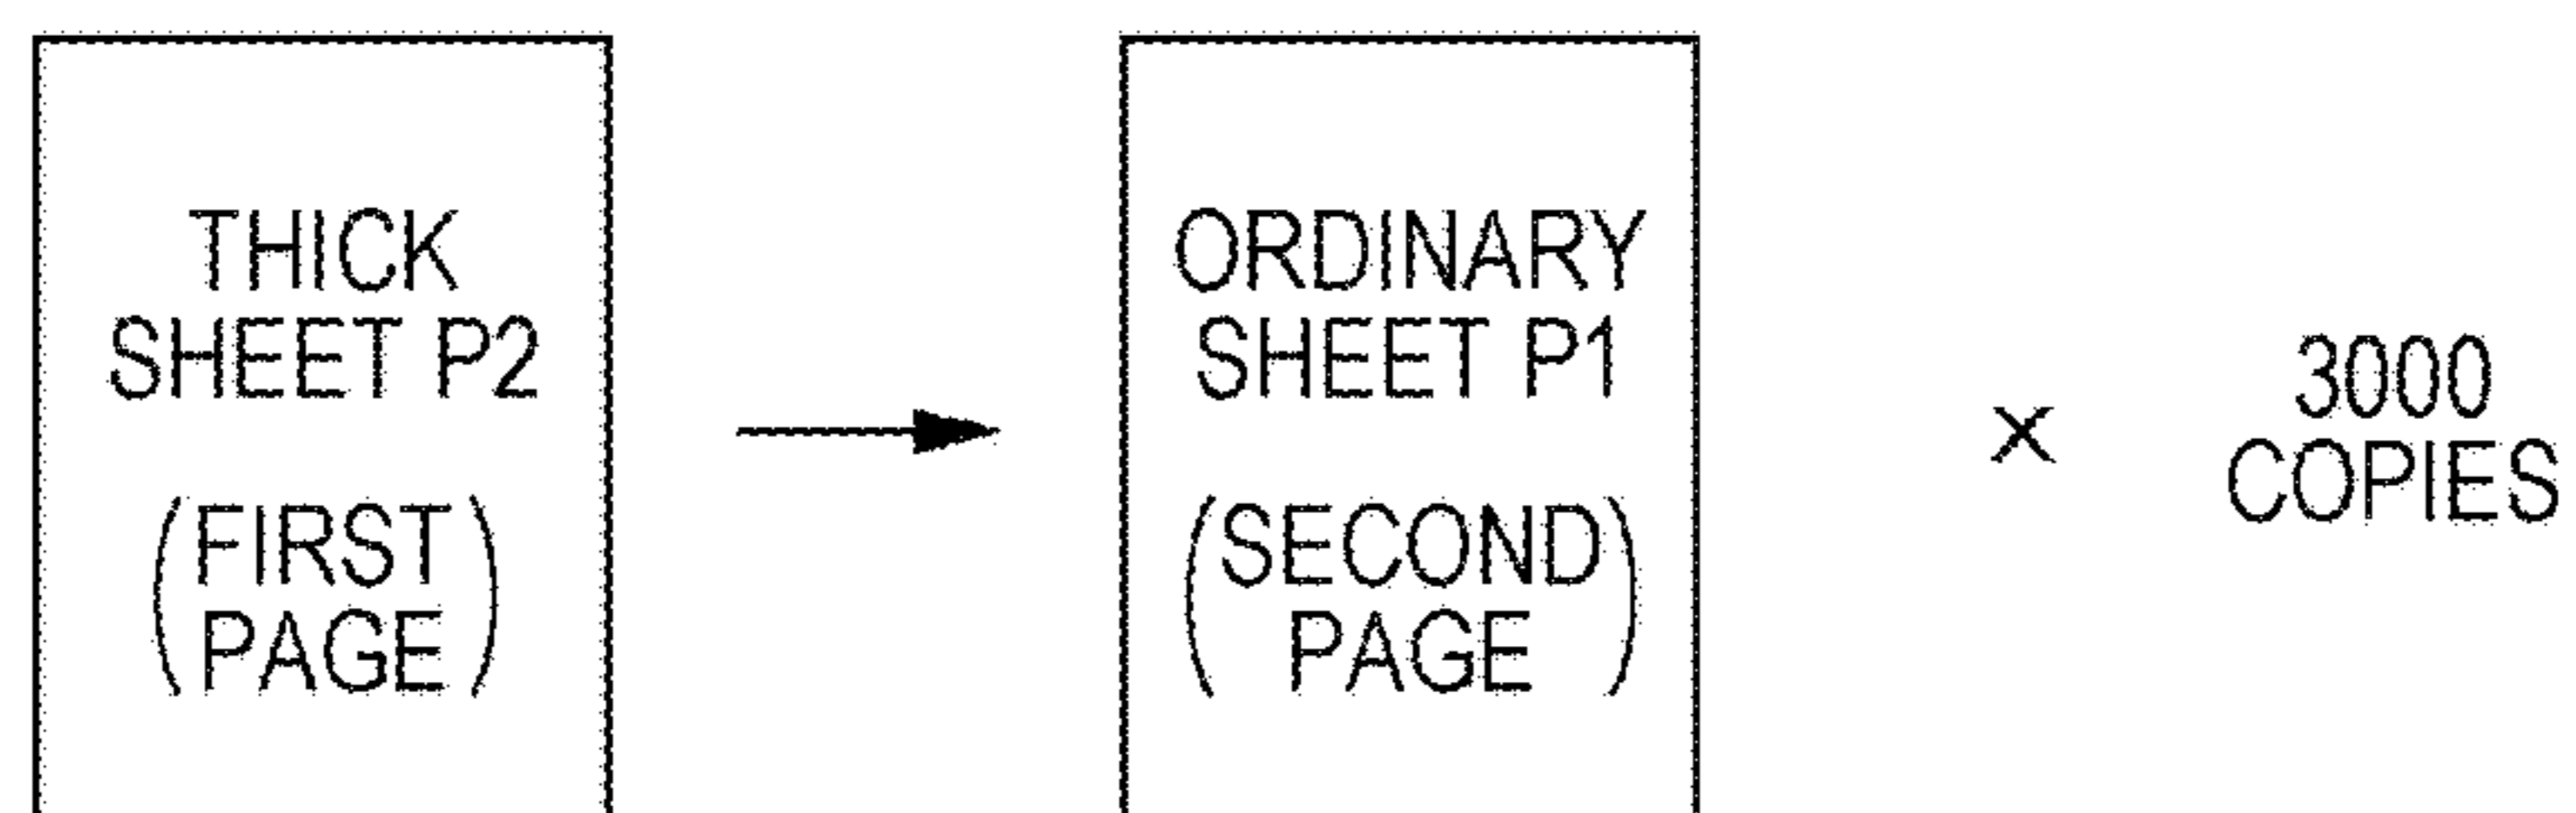 THICK
SHEET P2
(FIRST
PAGE)
ORDINARY
SHEET P1
(SECOND
PAGE)
×
3000
COPIES